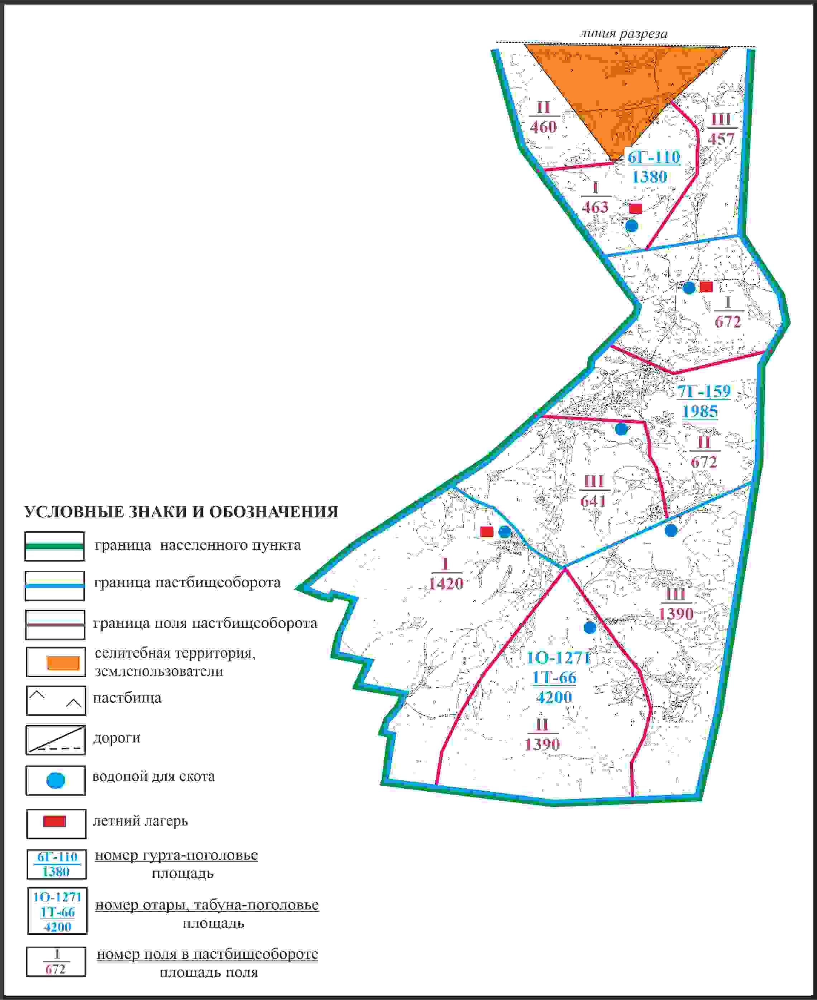 линия разреза
II
460
III
457
6Г-110
1380
I
463
I
672
7Г-159
1985
II
672
III
641
I
1420
III
1390
1О-1271
1Т-66
4200
II
1390
УСЛОВНЫЕ ЗНАКИ И ОБОЗНАЧЕНИЯ
граница населенного пункта
граница пастбищеоборота
граница поля пастбищеоборота
селитебная территория,
землепользователи
пастбища
дороги
водопой для скота
летний лагерь
6Г-110
1380
номер гурта-поголовье
площадь
1О-1271
1Т-66
4200
номер отары, табуна-поголовье
площадь
I
672
номер поля в пастбищеобороте
площадь поля